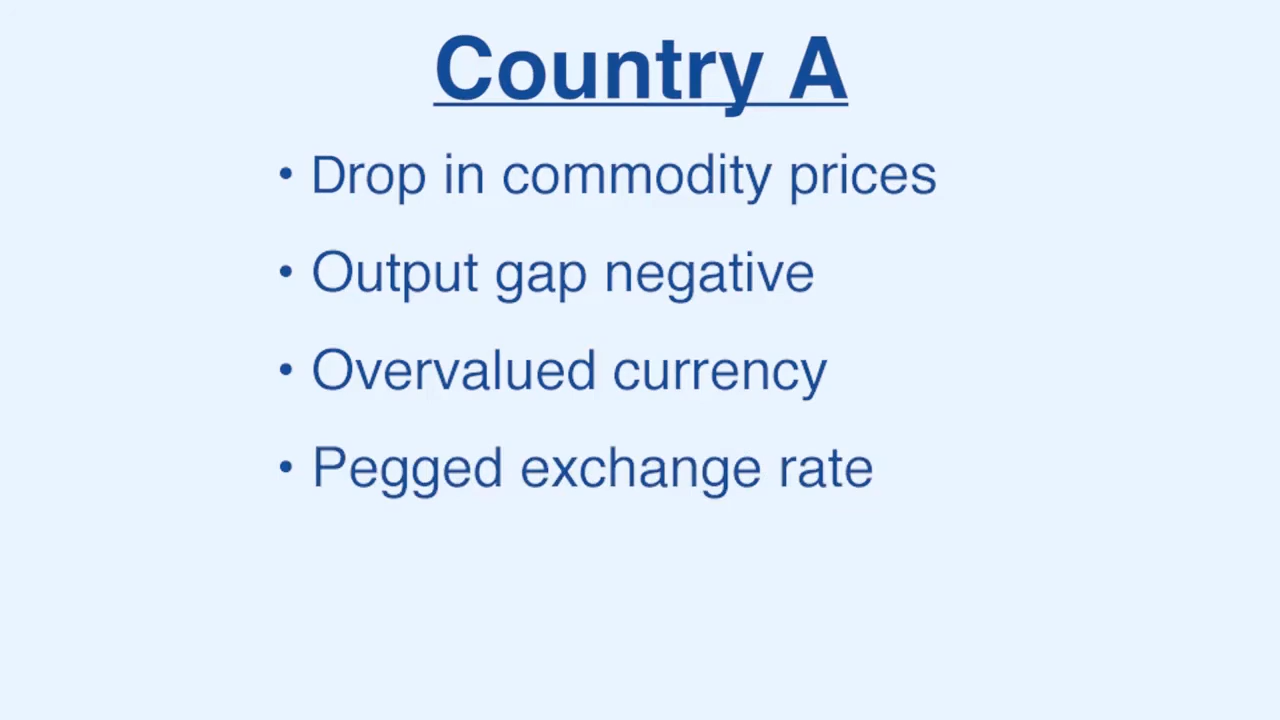 Country A
• Drop in commodity prices
• Output gap negative
• Overvalued currency
• Pegged exchange rate